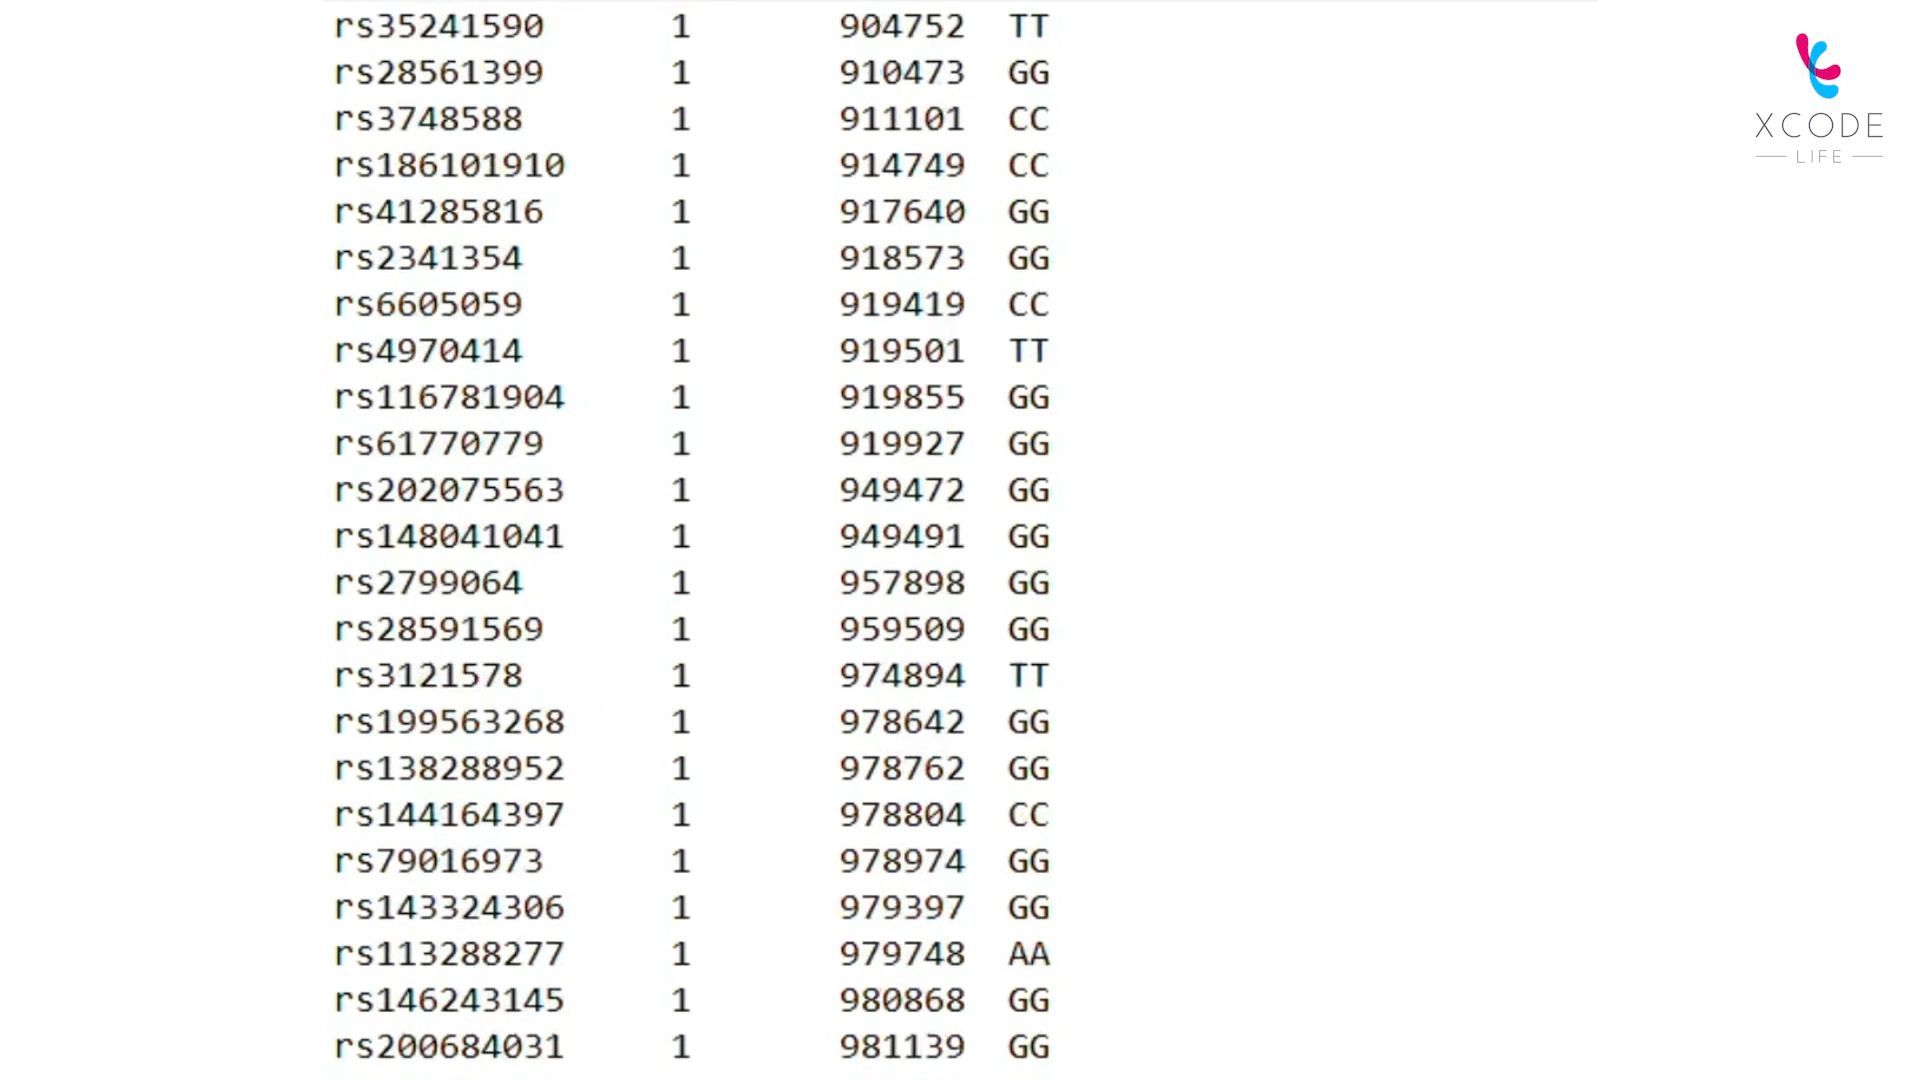 rs35241590 1 904752 TT
rs28561399 1 910473 GG
rs3748588 1 911101 CC
rs186101910 1 914749 CC
rs41285816 1 917640 GG
rs2341354 1 918573 GG
rs6605059 1 919419 CC
rs4970414 1 919501 TT
rs116781904 1 919855 GG
rs61770779 1 919927 GG
rs202075563 1 949472 GG
rs148041041 1 949491 GG
rs2799064 1 957898 GG
rs28591569 1 959509 GG
rs3121578 1 974894 TT
rs199563268 1 978642 GG
rs138288952 1 978762 GG
rs144164397 1 978804 CC
rs79016973 1 978974 GG
rs143324306 1 979397 GG
rs113288277 1 979748 AA
rs146243145 1 980868 GG
rs200684031 1 981139 GG
XCODE
LIFE